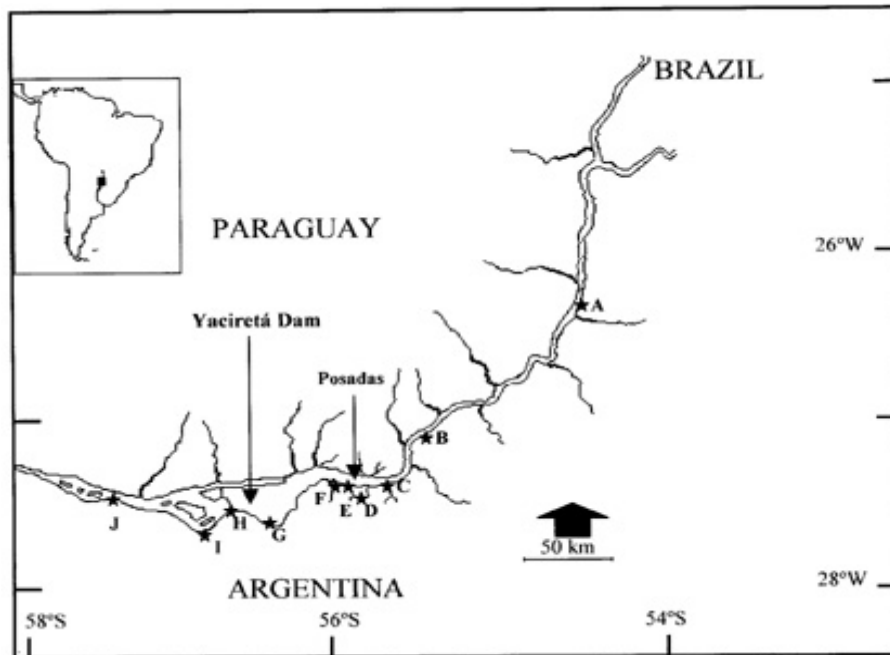 BRAZIL
PARAGUAY
26°W
A
Yaciretá Dam
Posadas
B
J
F
E
D
C
H
G
I
50 km
ARGENTINA
28°W
58°S
56°S
54°S